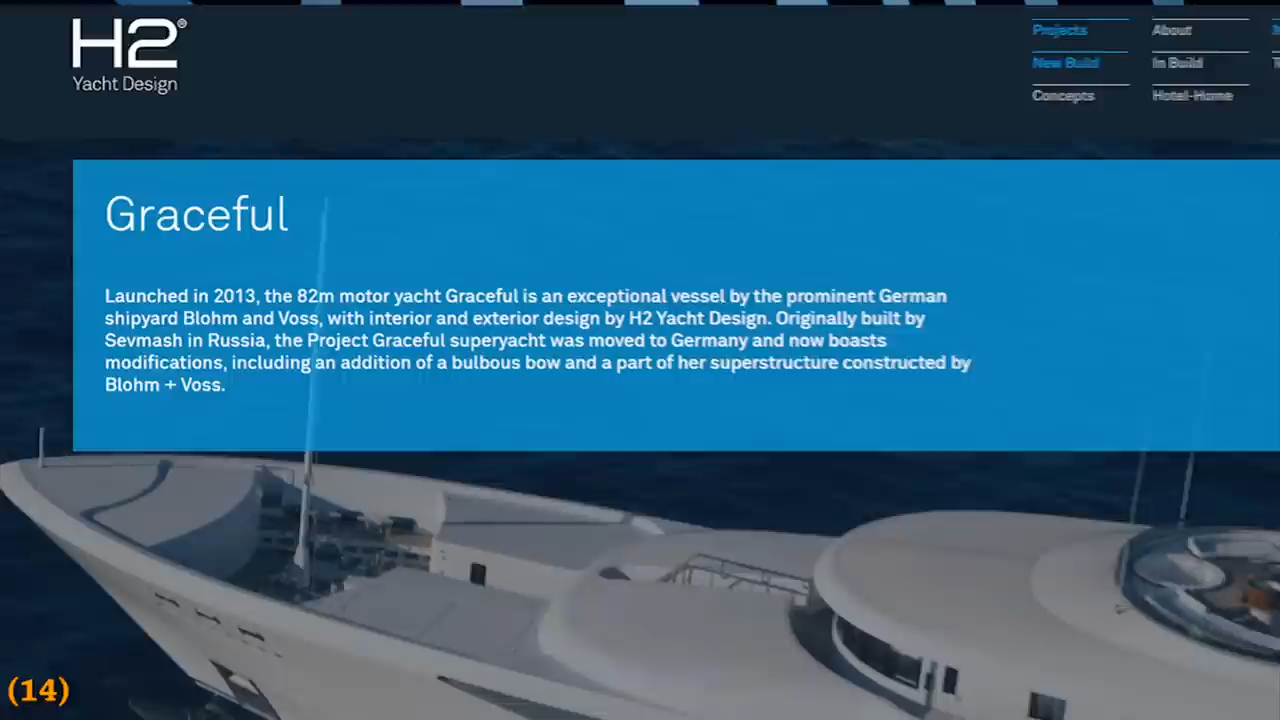 H2®
Yacht Design
Projects
New Build
Concepts
About
In Build
Hotel-Home
Graceful
Launched in 2013, the 82m motor yacht Graceful is an exceptional vessel by the prominent German
shipyard Blohm and Voss, with interior and exterior design by H2 Yacht Design. Originally built by
Sevmash in Russia, the Project Graceful superyacht was moved to Germany and now boasts
modifications, including an addition of a bulbous bow and a part of her superstructure constructed by
Blohm + Voss.
(14)